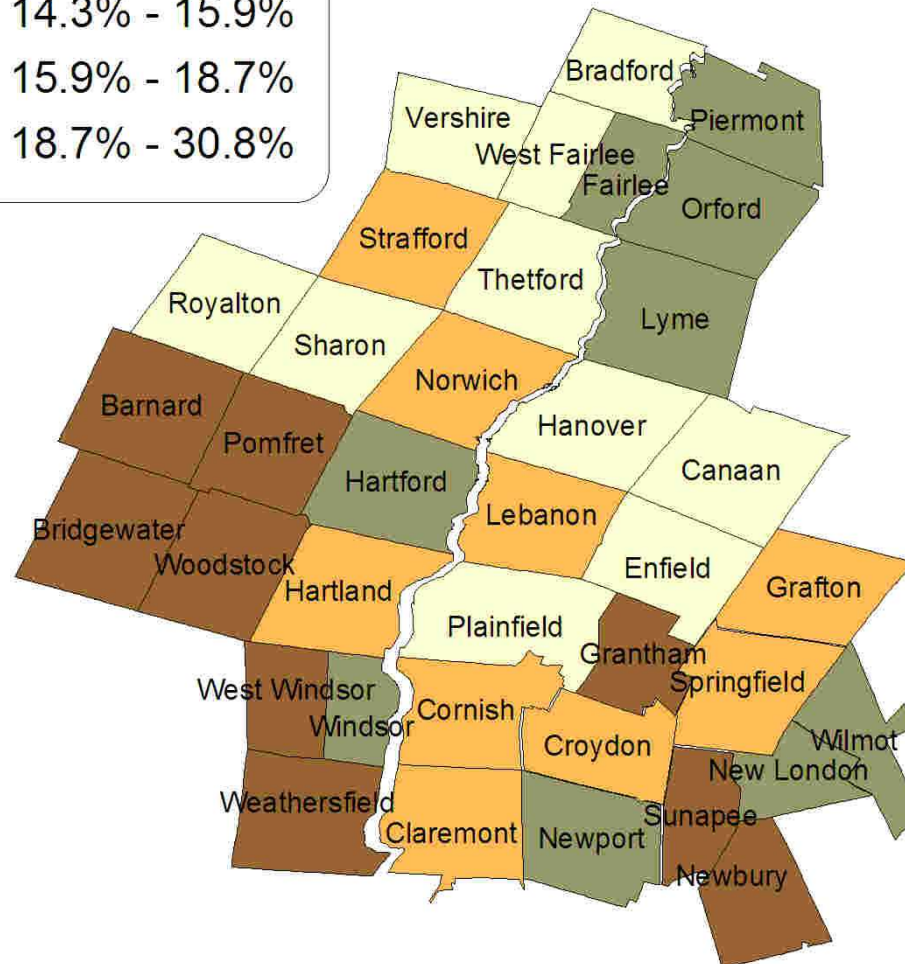 14.3% - 15.9%
15.9% - 18.7%
18.7% - 30.8%
Bradford
Vershire
Piermont
West Fairlee
Fairlee
Orford
Strafford
Thetford
Royalton
Lyme
Sharon
Norwich
Barnard
Hanover
Pomfret
Canaan
Hartford
Lebanon
Bridgewater
Woodstock
Enfield
Hartland
Grafton
Plainfield
Grantham
Springfield
West Windsor
Cornish
Windsor
Croydon
Wilmot
New London
Weathersfield
Sunapee
Claremont
Newport
Newbury